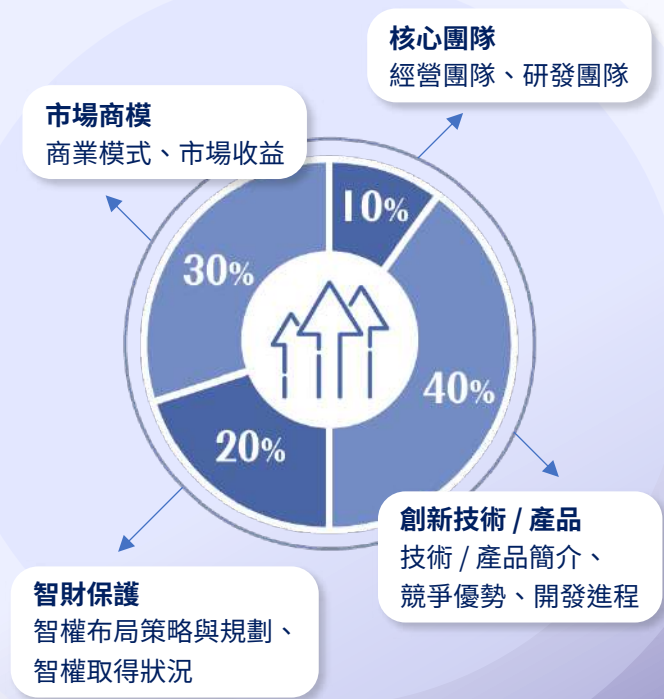 核心團隊
經營團隊、研發團隊
市場商模
商業模式、市場收益
10%
30%
40%
20%
創新技術 / 產品
技術 / 產品簡介、
競爭優勢、開發進程
智財保護
智權布局策略與規劃、
智權取得狀況